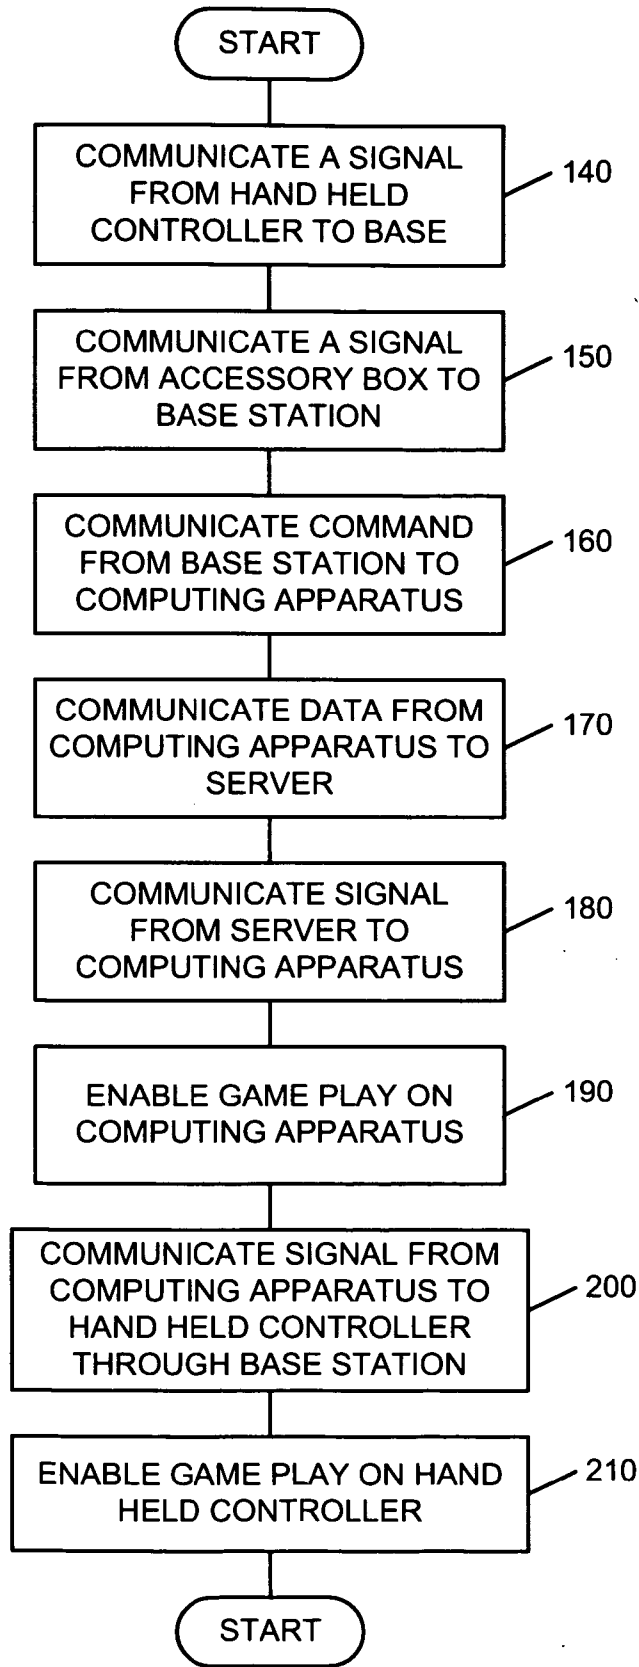 START
COMMUNICATE A SIGNAL
FROM HAND HELD
CONTROLLER TO BASE
140
COMMUNICATE A SIGNAL
FROM ACCESSORY BOX TO
BASE STATION
150
COMMUNICATE COMMAND
FROM BASE STATION TO
COMPUTING APPARATUS
160
COMMUNICATE DATA FROM
COMPUTING APPARATUS TO
SERVER
170
COMMUNICATE SIGNAL
FROM SERVER TO
COMPUTING APPARATUS
180
ENABLE GAME PLAY ON
COMPUTING APPARATUS
190
COMMUNICATE SIGNAL FROM
COMPUTING APPARATUS TO
HAND HELD CONTROLLER
THROUGH BASE STATION
200
ENABLE GAME PLAY ON HAND
HELD CONTROLLER
210
START